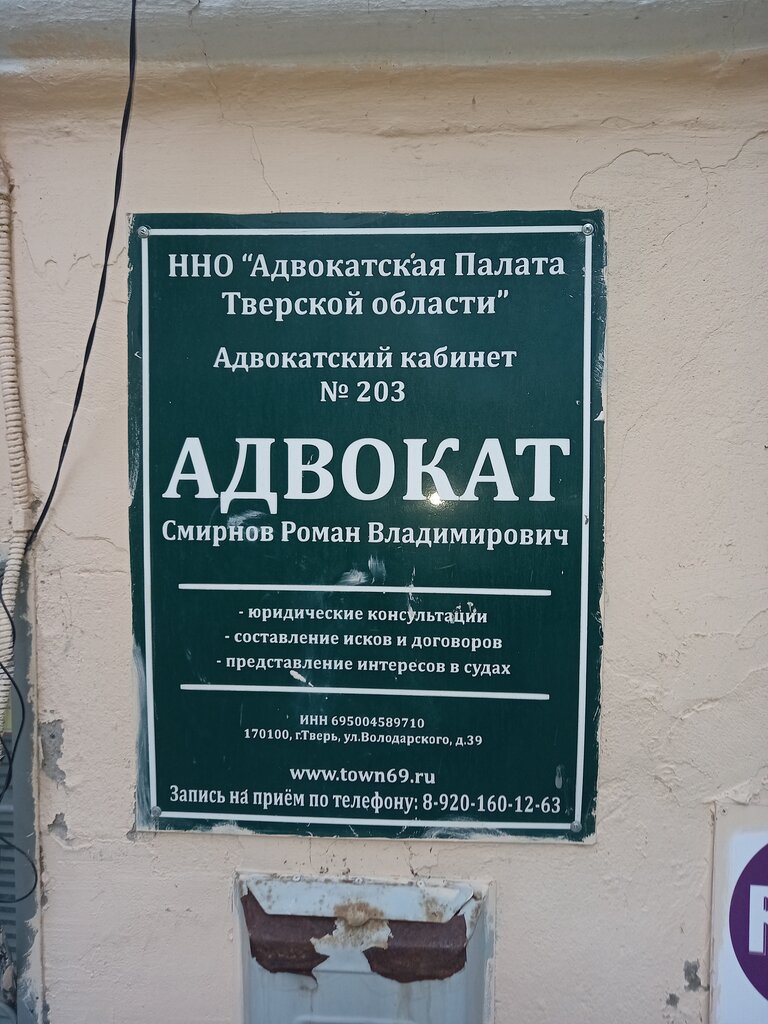 ННО “Адвокатская Палата
Тверской области”
Адвокатский кабинет
№ 203
АДВОКАТ
Смирнов Роман Владимирович
- юридические консультации
- составление исков и договоров
- представление интересов в судах
ИНН 695004589710
170100, г.Тверь, ул.Володарского, д.39
www.town69.ru
Запись на приём по телефону: 8-920-160-12-63